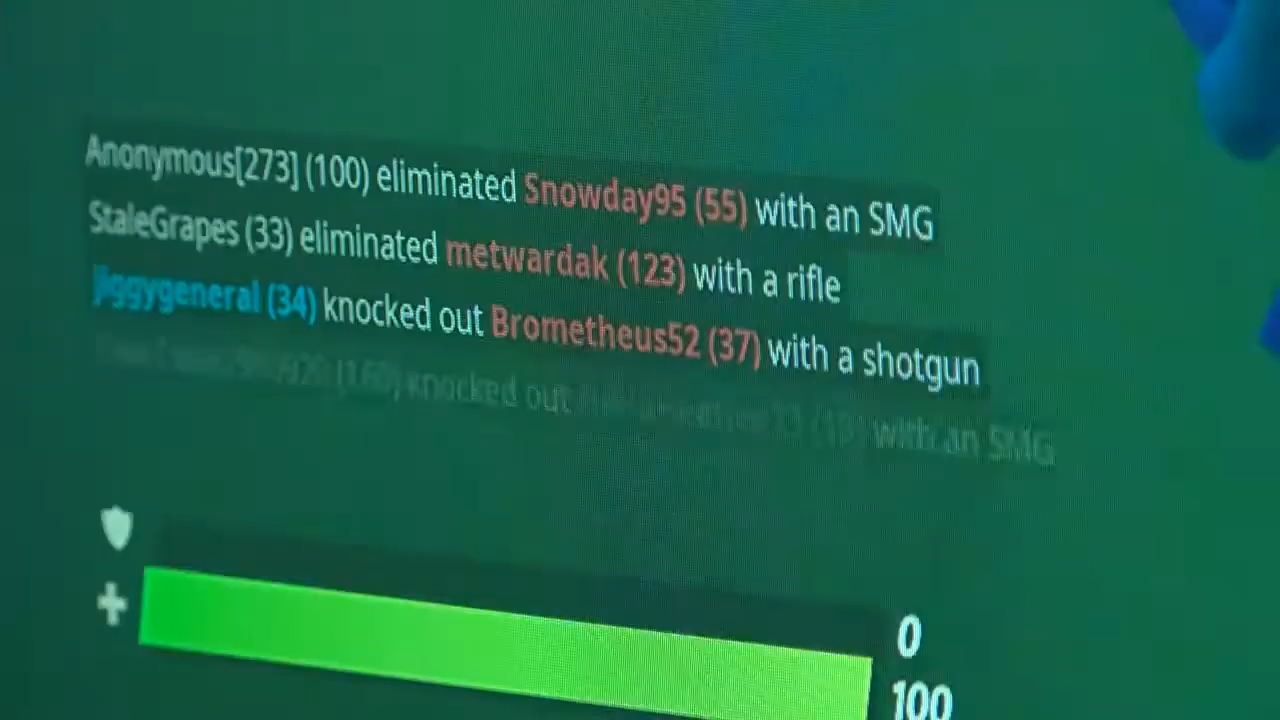 Anonymous[273] (100) eliminated Snowday95 (55) with an SMG
StaleGrapes (33) eliminated metwardak (123) with a rifle
jiggygeneral (34) knocked out Brometheus52 (37) with a shotgun
knocked out with an SMG
0
100